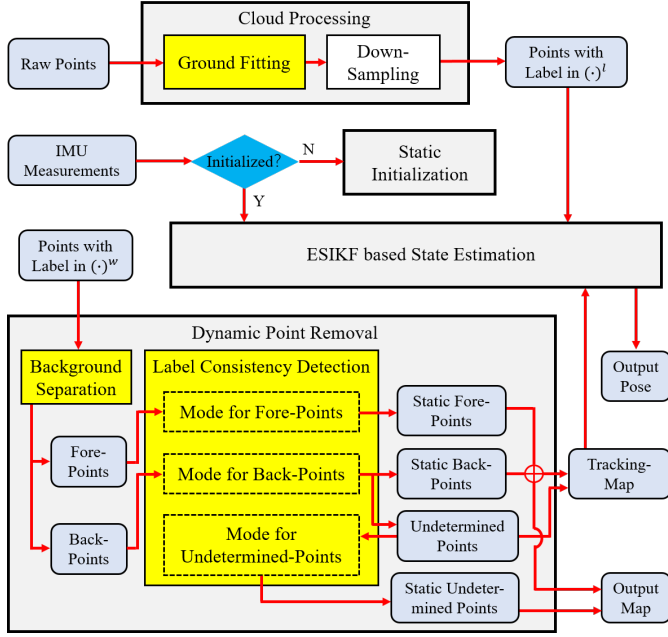 Cloud Processing
Raw Points
Ground Fitting
Down-
Sampling
Points with
Label in (·)^l
IMU
Measurements
Initialized?
N
Y
Static
Initialization
Points with
Label in (·)^w
ESIKF based State Estimation
Dynamic Point Removal
Background
Separation
Label Consistency Detection
Output
Pose
Mode for Fore-Points
Static Fore-
Points
Fore-
Points
Mode for Back-Points
Static Back-
Points
Tracking-
Map
Back-
Points
Mode for
Undetermined-Points
Undetermined
Points
Static Undeter-
mined Points
Output
Map